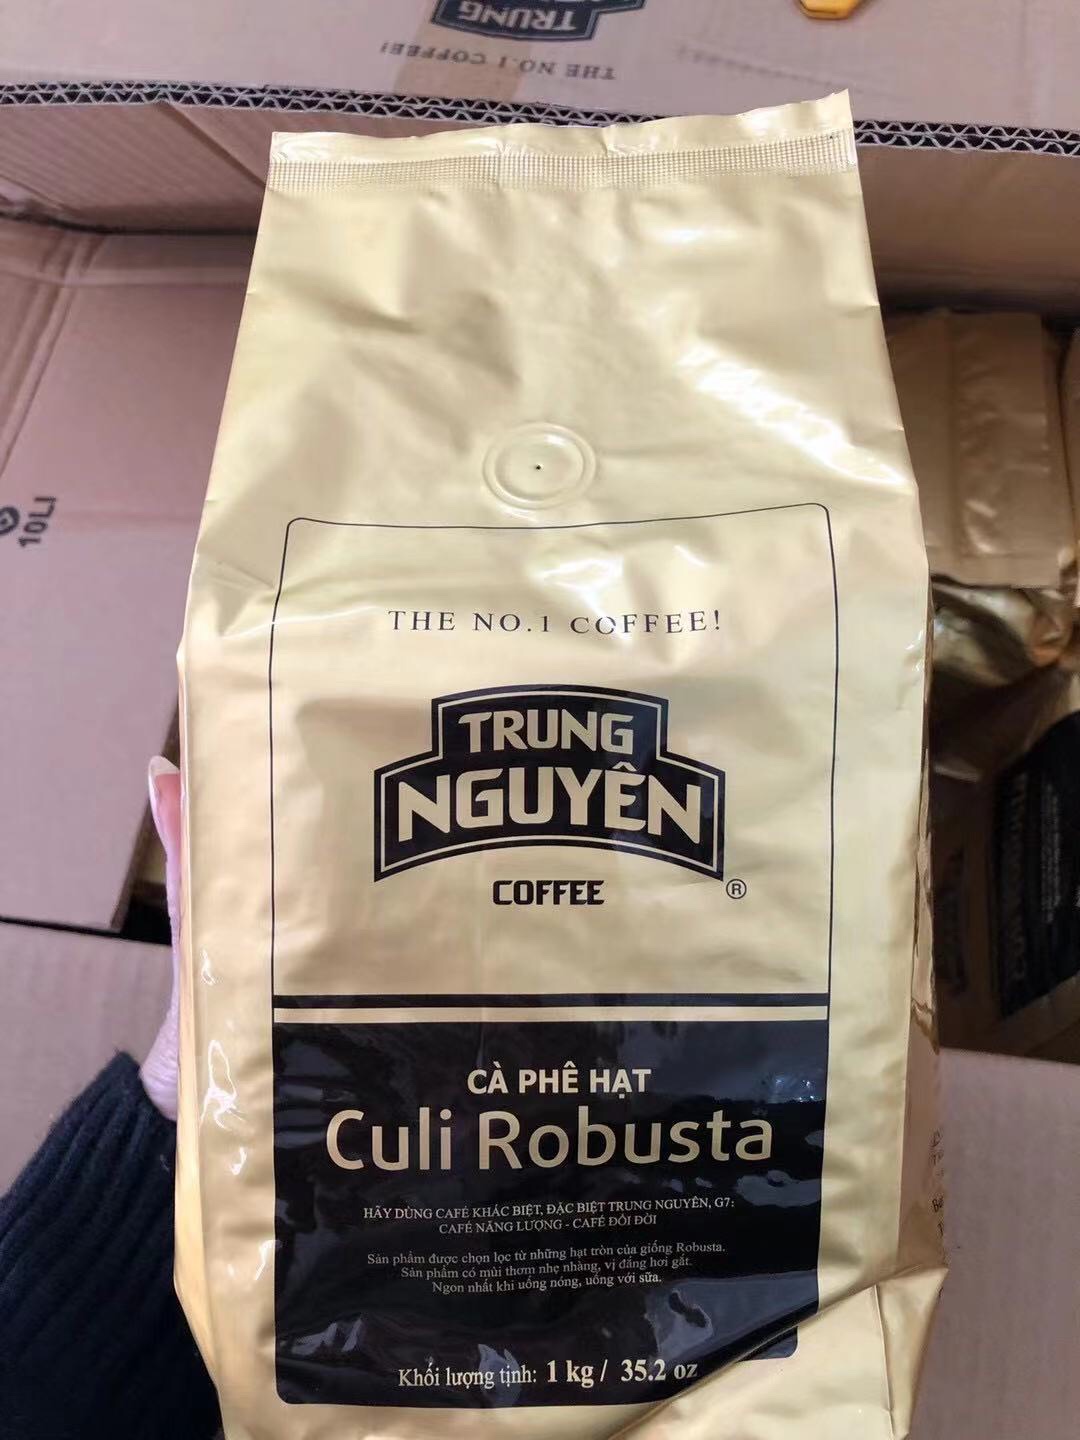 TRUNG
THE NO.1 COFFEE!
10LI
THE NO.1 COFFEE!
TRUNG
NGUYÊN
COFFEE
®
CÀ PHÊ HẠT
Culi Robusta
HÃY DÙNG CAFÉ KHÁC BIỆT, ĐẶC BIỆT TRUNG NGUYÊN, G7:
CAFÉ NĂNG LƯỢNG - CAFÉ ĐỔI ĐỜI
Sản phẩm được chọn lọc từ những hạt tròn của giống Robusta.
Sản phẩm có mùi thơm nhẹ nhàng, vị đắng hơi gắt.
Ngon nhất khi uống nóng, uống với sữa.
Khối lượng tịnh: 1 kg / 35.2 oz